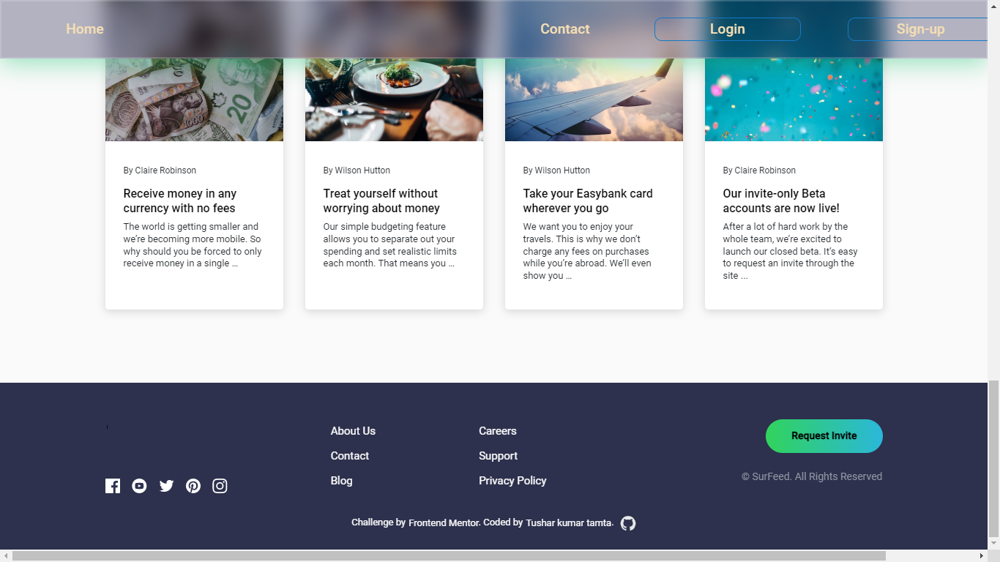 Home
Contact
Login
Sign-up
By Claire Robinson
Receive money in any
currency with no fees
The world is getting smaller and
we’re becoming more mobile. So
why should you be forced to only
receive money in a single …
By Wilson Hutton
Treat yourself without
worrying about money
Our simple budgeting feature
allows you to separate out your
spending and set realistic limits
each month. That means you …
By Wilson Hutton
Take your Easybank card
wherever you go
We want you to enjoy your
travels. This is why we don’t
charge any fees on purchases
while you’re abroad. We’ll even
show you …
By Claire Robinson
Our invite-only Beta
accounts are now live!
After a lot of hard work by the
whole team, we’re excited to
launch our closed beta. It’s easy
to request an invite through the
site ...
About Us
Contact
Blog
Careers
Support
Privacy Policy
Request Invite
© SurFeed. All Rights Reserved
Challenge by Frontend Mentor. Coded by Tushar kumar tamta.
20
1000